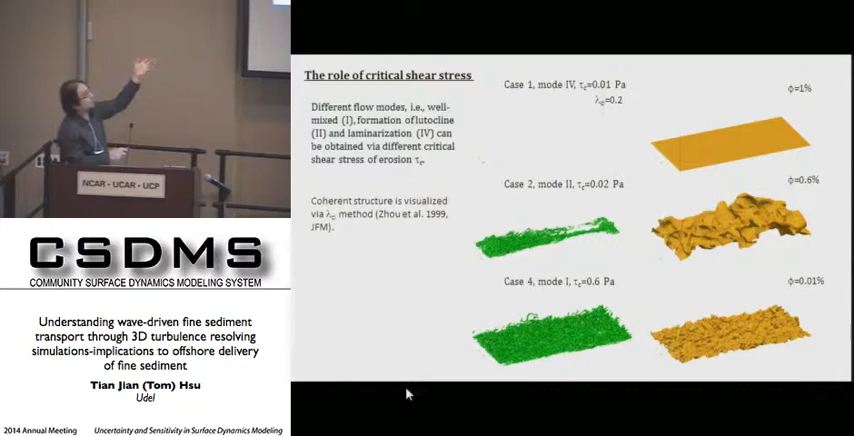 NCAR - UCAR - UCP
CSDMS
COMMUNITY SURFACE DYNAMICS MODELING SYSTEM
Understanding wave-driven fine sediment
transport through 3D turbulence resolving
simulations-implications to offshore delivery
of fine sediment
Tian Jian (Tom) Hsu
Udel
2014 Annual Meeting
Uncertainty and Sensitivity in Surface Dynamics Modeling
The role of critical shear stress
Different flow modes, i.e., well-
mixed (I), formation of lutocline
(II) and laminarization (IV) can
be obtained via different critical
shear stress of erosion τc.
Coherent structure is visualized
via λc method (Zhou et al. 1999,
JFM).
Case 1, mode IV, τc=0.01 Pa
λc=0.2
ϕ=1%
Case 2, mode II, τc=0.02 Pa
ϕ=0.6%
Case 4, mode I, τc=0.6 Pa
ϕ=0.01%